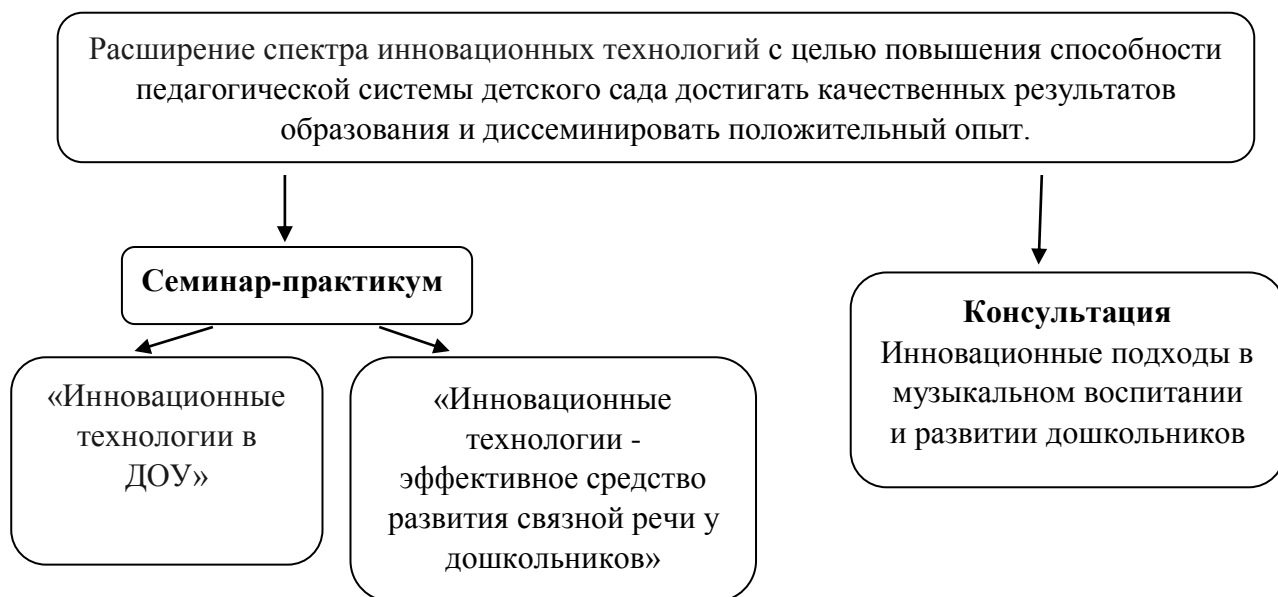 Расширение спектра инновационных технологий с целью повышения способности
педагогической системы детского сада достигать качественных результатов
образования и диссеминировать положительный опыт.
Семинар-практикум
«Инновационные
технологии в
ДОУ»
«Инновационные
технологии -
эффективное средство
развития связной речи у
дошкольников»
Консультация
Инновационные подходы в
музыкальном воспитании
и развитии дошкольников